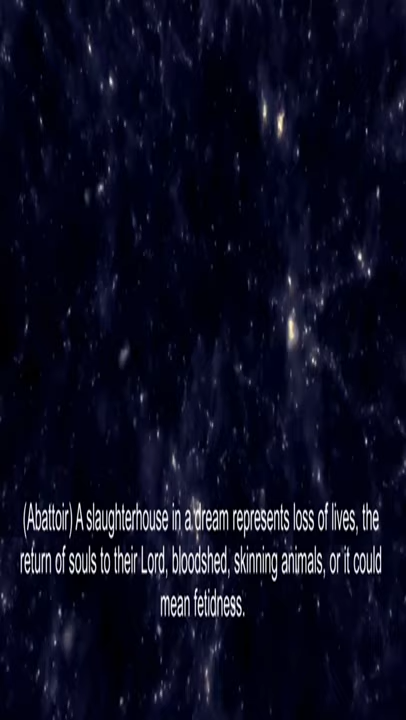 (Abattoir) A slaughterhouse in a dream represents loss of lives, the
return of souls to their Lord, bloodshed, skinning animals, or it could
mean fetidness.